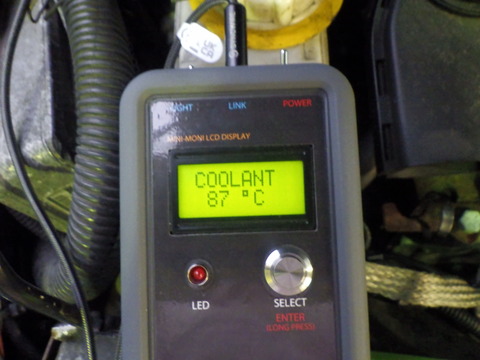 LINK
POWER
MINI-MONI LCD DISPLAY
COOLANT
87 °C
LED
SELECT
ENTER
(LONG PRESS)